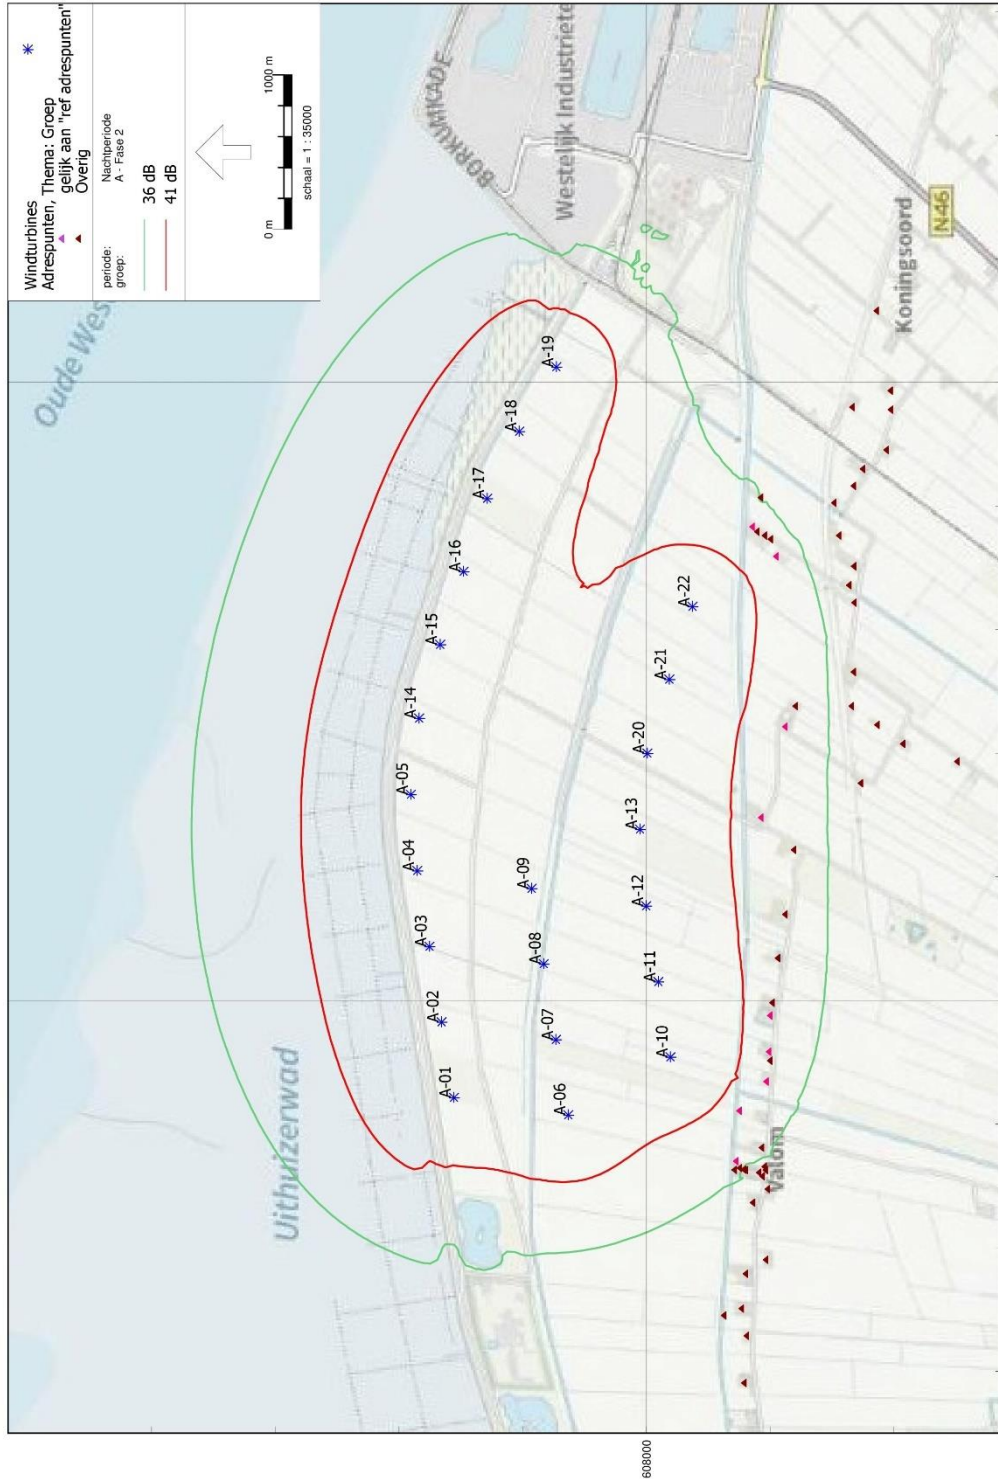 Windturbines
Adrespunten, Thema: Groep
gelijk aan "ref adrespunten"
Overig
periode: Nachtperiode
groep: A - Fase 2
36 dB
41 dB
0 m 1000 m
schaal = 1 : 35000
Uithuizerwad
BORKUMKADE
Koningsoord
N46
Valom
A-01
A-02
A-03
A-04
A-05
A-14
A-15
A-16
A-17
A-18
A-19
A-06
A-07
A-08
A-09
A-10
A-11
A-12
A-13
A-20
A-21
A-22
608000
Oude Wes
Westelijk Industriete